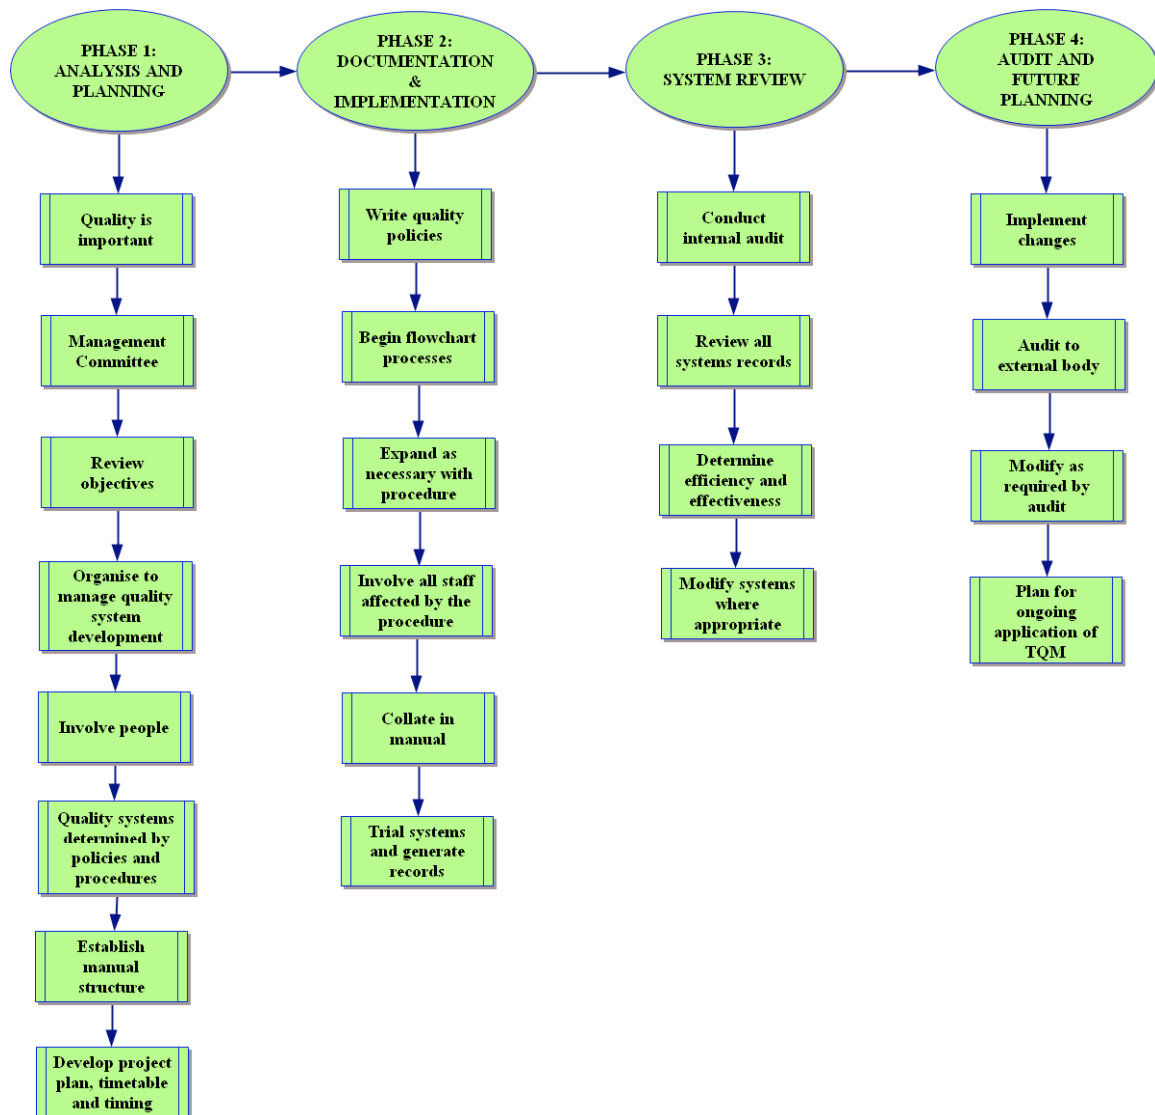 PHASE 1:
ANALYSIS AND
PLANNING
PHASE 2:
DOCUMENTATION
&
IMPLEMENTATION
PHASE 3:
SYSTEM REVIEW
PHASE 4:
AUDIT AND
FUTURE
PLANNING
Quality is
important
Management
Committee
Review
objectives
Organise to
manage quality
system
development
Involve people
Quality systems
determined by
policies and
procedures
Establish
manual
structure
Develop project
plan, timetable
and timing
Write quality
policies
Begin flowchart
processes
Expand as
necessary with
procedure
Involve all staff
affected by the
procedure
Collate in
manual
Trial systems
and generate
records
Conduct
internal audit
Review all
systems records
Determine
efficiency and
effectiveness
Modify systems
where
appropriate
Implement
changes
Audit to
external body
Modify as
required by
audit
Plan for
ongoing
application of
TQM